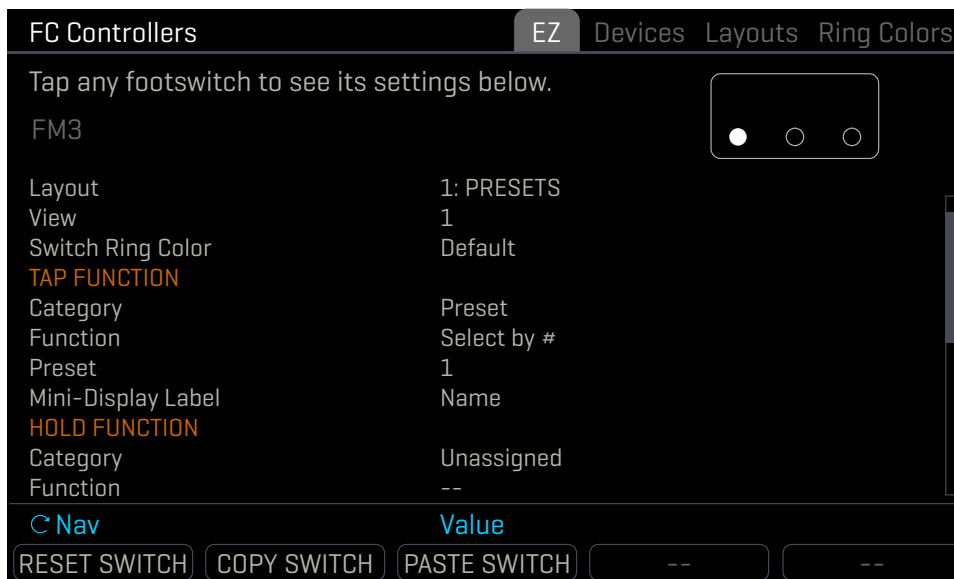 FC Controllers EZ Devices Layouts Ring Colors
Tap any footswitch to see its settings below.
FM3
Layout 1: PRESETS
View 1
Switch Ring Color Default
TAP FUNCTION
Category Preset
Function Select by #
Preset 1
Mini-Display Label Name
HOLD FUNCTION
Category Unassigned
Function --
Nav Value
RESET SWITCH COPY SWITCH PASTE SWITCH -- --